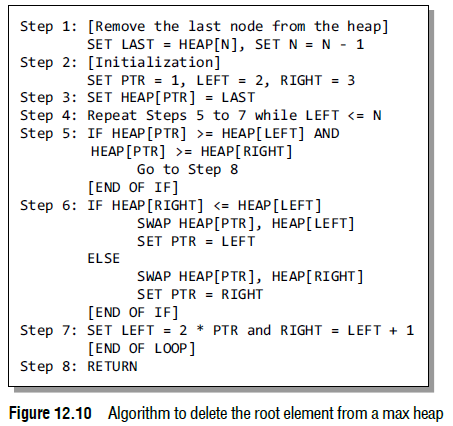 Step 1: [Remove the last node from the heap]
SET LAST = HEAP[N], SET N = N - 1
Step 2: [Initialization]
SET PTR = 1, LEFT = 2, RIGHT = 3
Step 3: SET HEAP[PTR] = LAST
Step 4: Repeat Steps 5 to 7 while LEFT <= N
Step 5: IF HEAP[PTR] >= HEAP[LEFT] AND
HEAP[PTR] >= HEAP[RIGHT]
Go to Step 8
[END OF IF]
Step 6: IF HEAP[RIGHT] <= HEAP[LEFT]
SWAP HEAP[PTR], HEAP[LEFT]
SET PTR = LEFT
ELSE
SWAP HEAP[PTR], HEAP[RIGHT]
SET PTR = RIGHT
[END OF IF]
Step 7: SET LEFT = 2 * PTR and RIGHT = LEFT + 1
[END OF LOOP]
Step 8: RETURN
Figure 12.10 Algorithm to delete the root element from a max heap